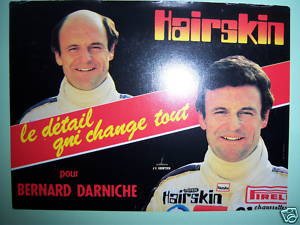 Hairskin
le détail
qui change tout
pour
BERNARD DARNICHE
Hairskin
PIRELLI